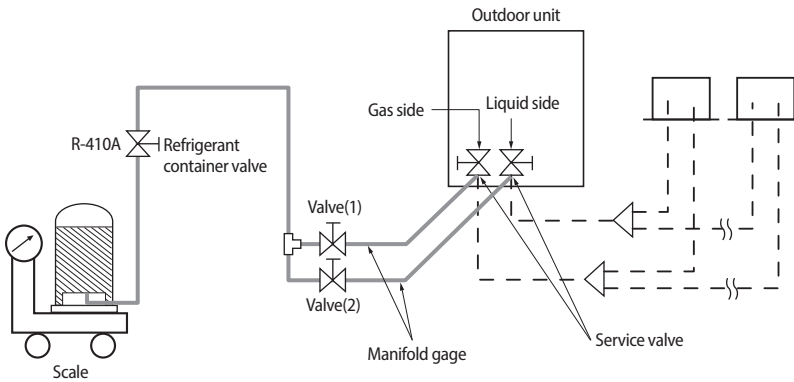 Outdoor unit
Gas side
Liquid side
R-410A
Refrigerant
container valve
Valve(1)
Valve(2)
Manifold gage
Service valve
Scale